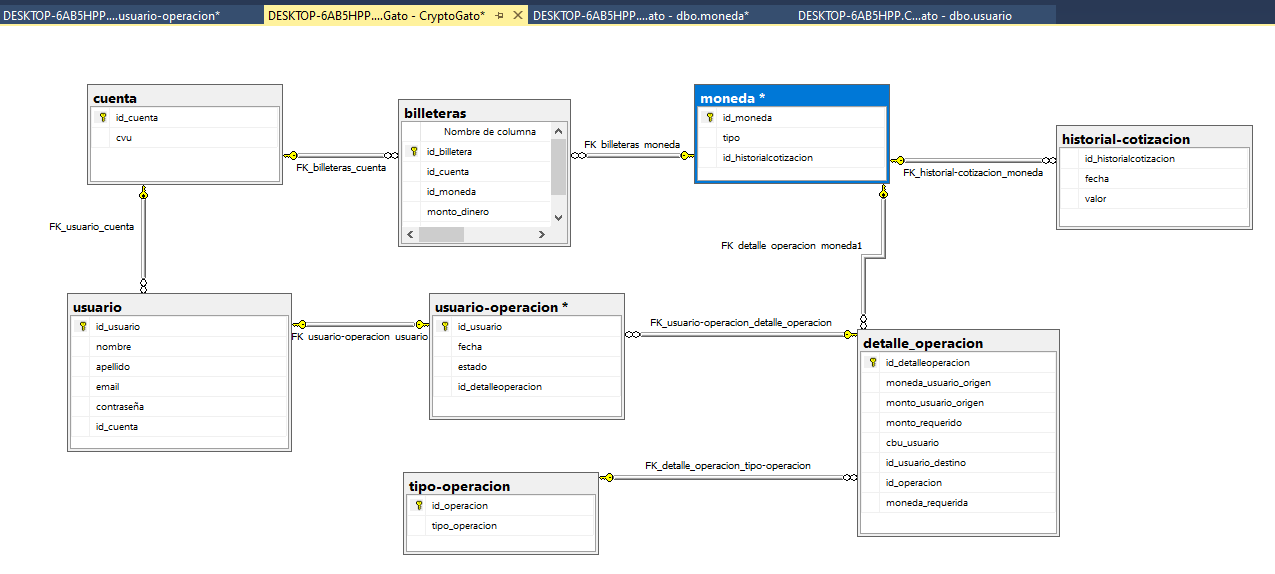 DESKTOP-6AB5HPP....usuario-operacion*
DESKTOP-6AB5HPP....Gato - CryptoGato*
DESKTOP-6AB5HPP....ato - dbo.moneda*
DESKTOP-6AB5HPP.C...ato - dbo.usuario
cuenta
id_cuenta
cvu
FK_billeteras_cuenta
billeteras
Nombre de columna
id_billetera
id_cuenta
id_moneda
monto_dinero
FK_billeteras_moneda
moneda *
id_moneda
tipo
id_historialcotizacion
FK_historial-cotizacion_moneda
historial-cotizacion
id_historialcotizacion
fecha
valor
FK_usuario_cuenta
FK_detalle_operacion_moneda1
usuario
id_usuario
nombre
apellido
email
contraseña
id_cuenta
FK_usuario-operacion_usuario
usuario-operacion *
id_usuario
fecha
estado
id_detalleoperacion
FK_usuario-operacion_detalle_operacion
detalle_operacion
id_detalleoperacion
moneda_usuario_origen
monto_usuario_origen
monto_requerido
cbu_usuario
id_usuario_destino
id_operacion
moneda_requerida
FK_detalle_operacion_tipo-operacion
tipo-operacion
id_operacion
tipo_operacion